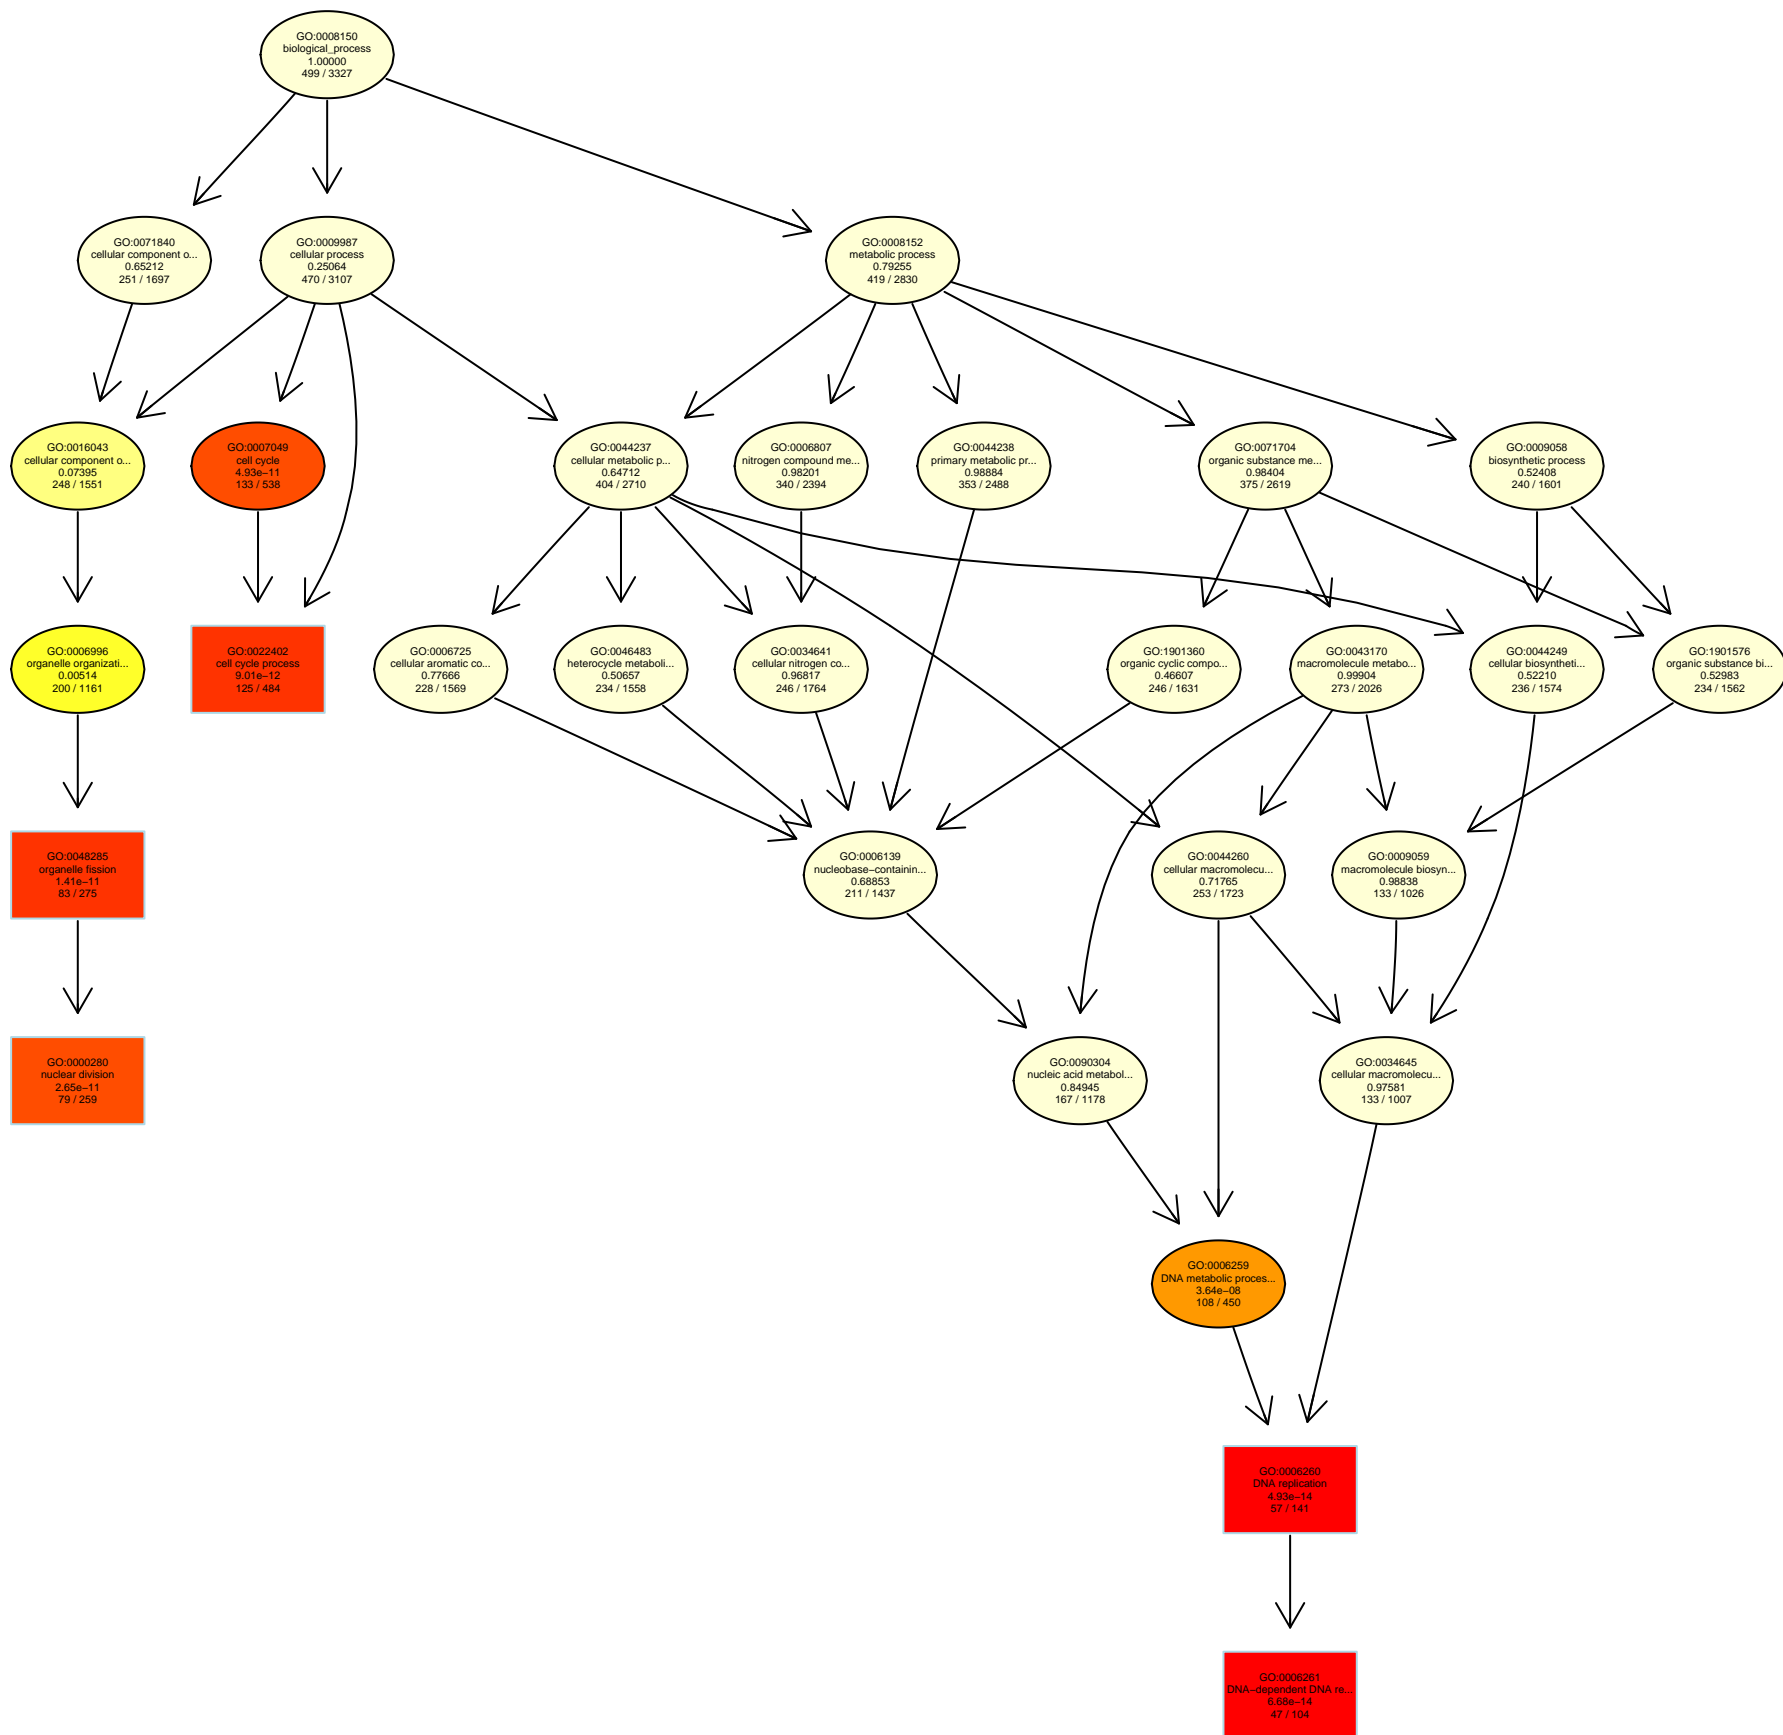 GO:0008150
biological_process
1.00000
499 / 3327
GO:0071840
cellular component o...
0.65212
251 / 1697
GO:0009987
cellular process
0.25064
470 / 3107
GO:0008152
metabolic process
0.79255
419 / 2830
GO:0016043
cellular component o...
0.07395
248 / 1551
GO:0007049
cell cycle
4.93e−11
133 / 538
GO:0044237
cellular metabolic p...
0.64712
404 / 2710
GO:0006807
nitrogen compound me...
0.98201
340 / 2394
GO:0044238
primary metabolic pr...
0.98884
353 / 2488
GO:0071704
organic substance me...
0.98404
375 / 2619
GO:0009058
biosynthetic process
0.52408
240 / 1601
GO:0006996
organelle organizati...
0.00514
200 / 1161
GO:0022402
cell cycle process
9.01e−12
125 / 484
GO:0006725
cellular aromatic co...
0.77666
228 / 1569
GO:0046483
heterocycle metaboli...
0.50657
234 / 1558
GO:0034641
cellular nitrogen co...
0.96817
246 / 1764
GO:1901360
organic cyclic compo...
0.46607
246 / 1631
GO:0043170
macromolecule metabo...
0.99904
273 / 2026
GO:0044249
cellular biosyntheti...
0.52210
236 / 1574
GO:1901576
organic substance bi...
0.52983
234 / 1562
GO:0048285
organelle fission
1.41e−11
83 / 275
GO:0006139
nucleobase−containin...
0.68853
211 / 1437
GO:0044260
cellular macromolecu...
0.71765
253 / 1723
GO:0009059
macromolecule biosyn...
0.98838
133 / 1026
GO:0000280
nuclear division
2.65e−11
79 / 259
GO:0090304
nucleic acid metabol...
0.84945
167 / 1178
GO:0034645
cellular macromolecu...
0.97581
133 / 1007
GO:0006259
DNA metabolic proces...
3.64e−08
108 / 450
GO:0006260
DNA replication
4.93e−14
57 / 141
GO:0006261
DNA−dependent DNA re...
6.68e−14
47 / 104